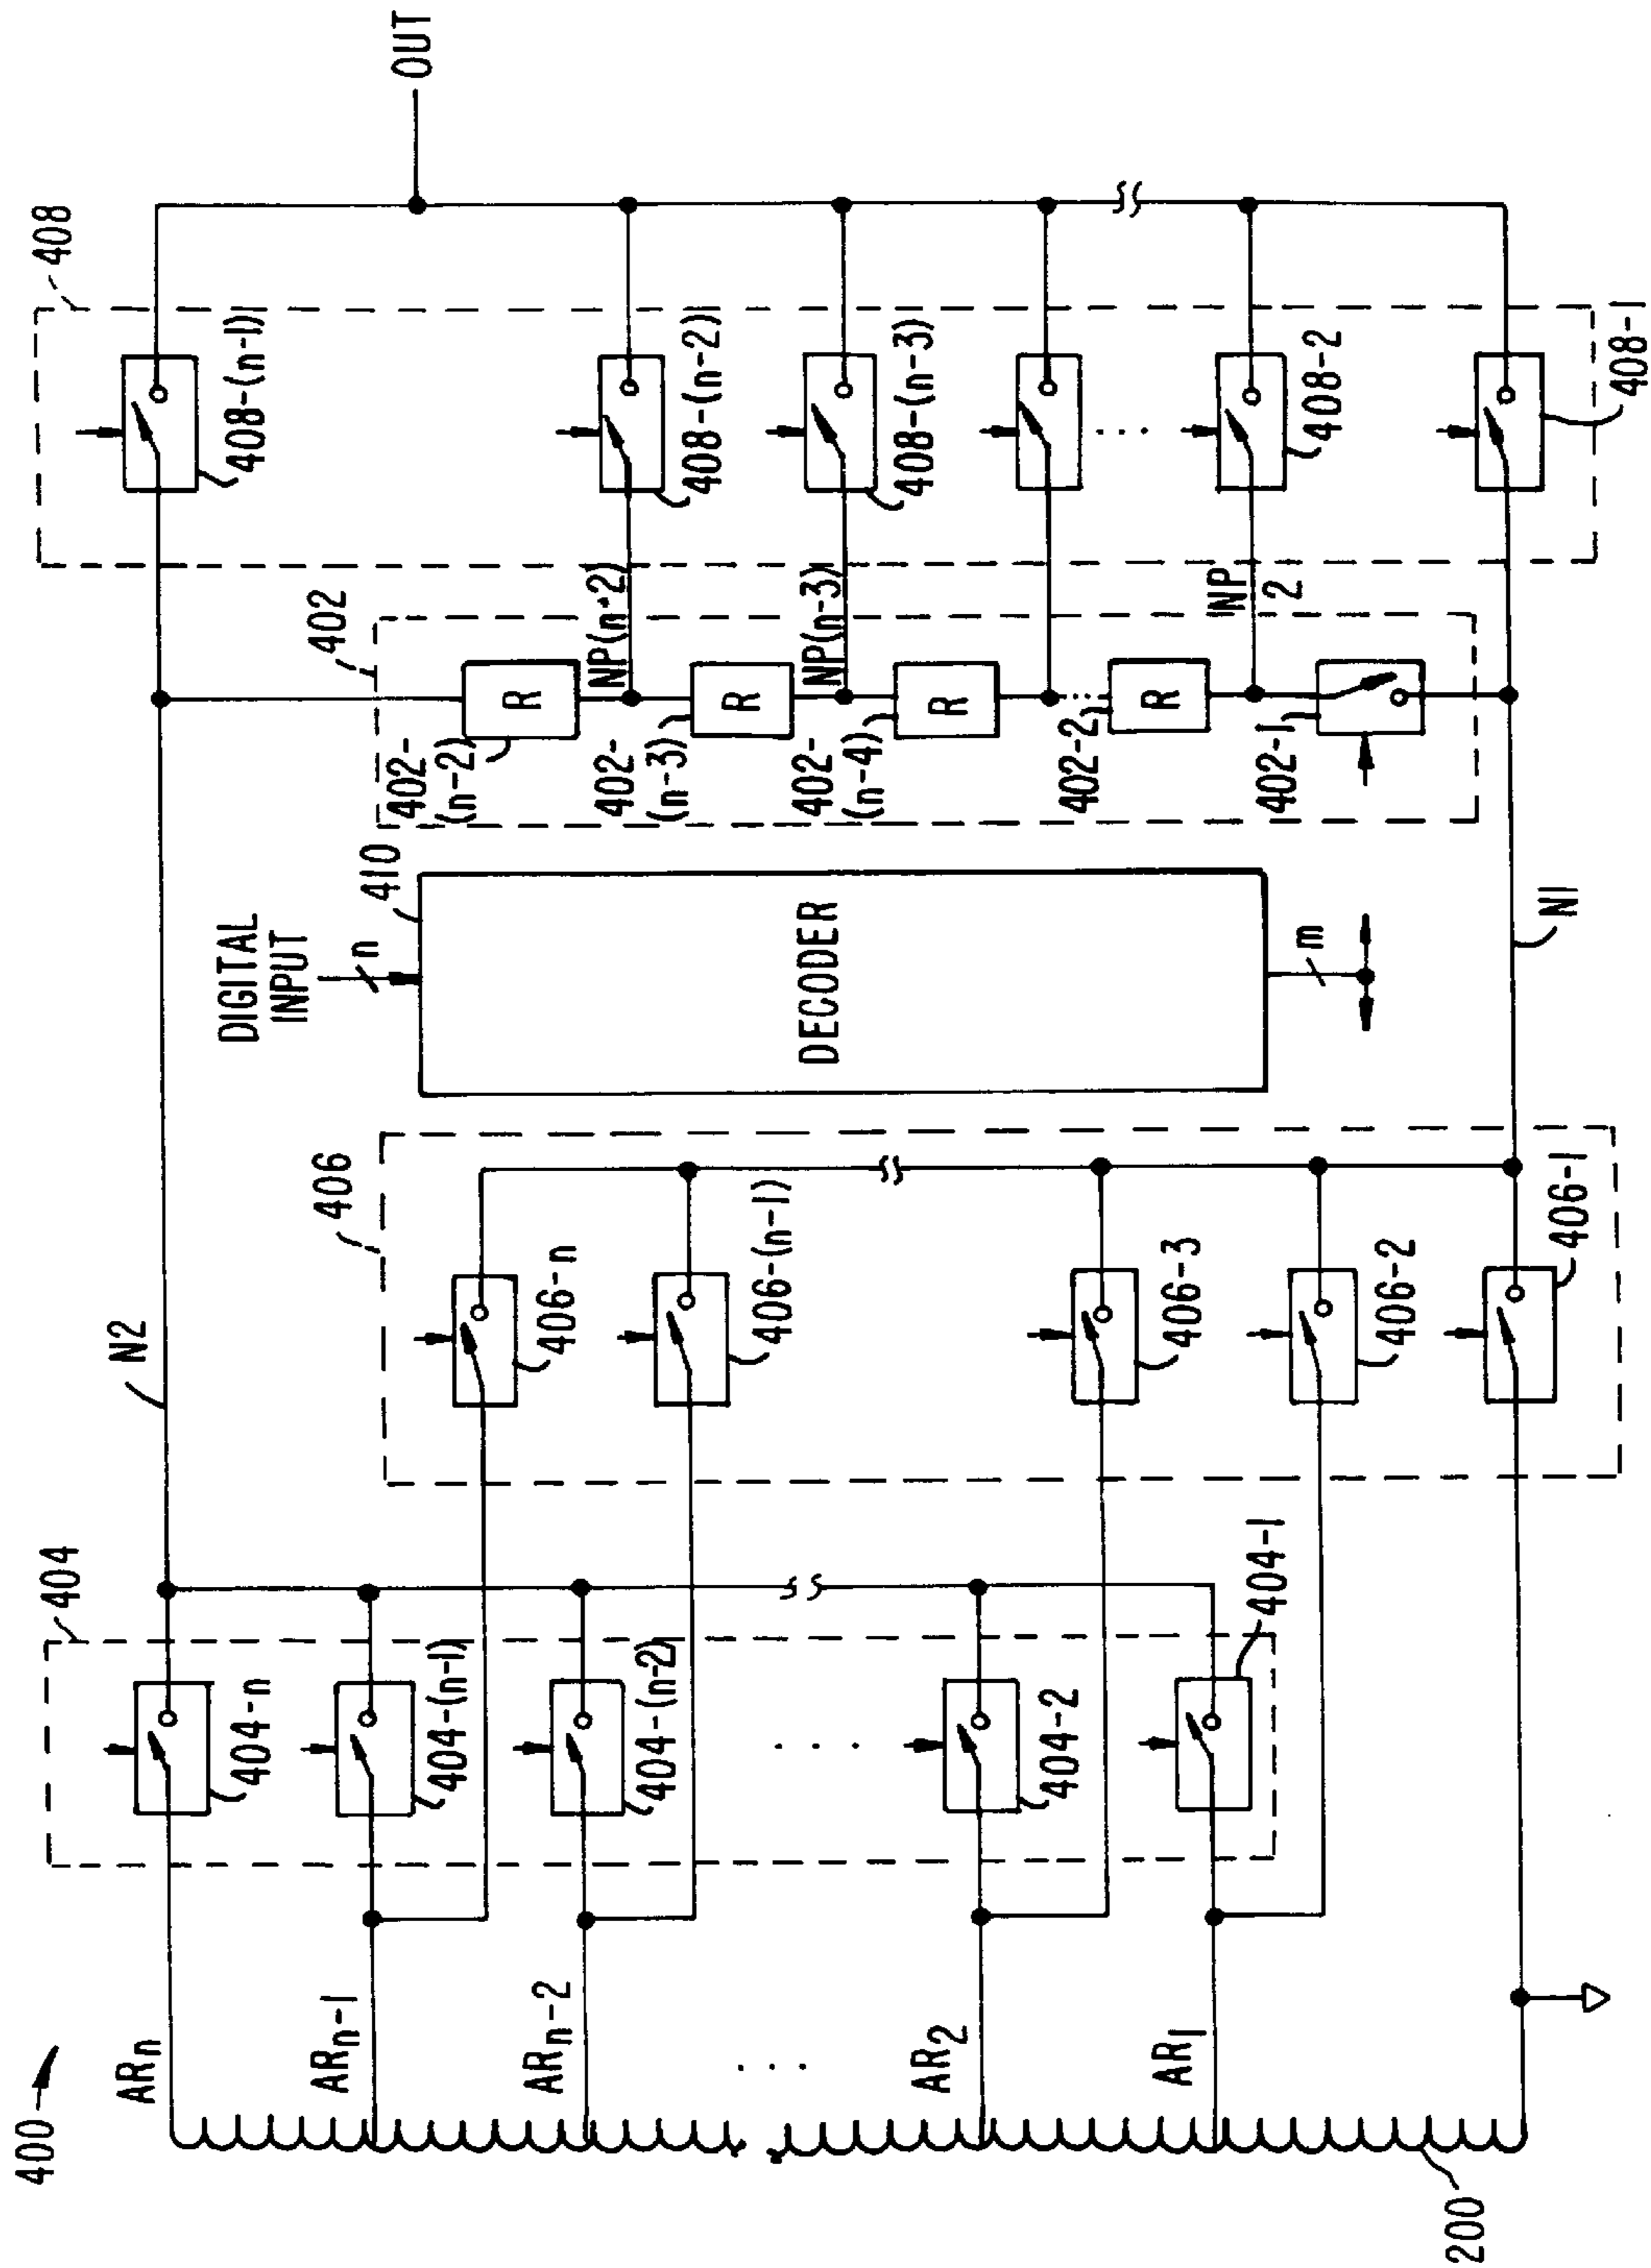 400
ARn
ARn-1
ARn-2
. . .
AR2
AR1
200
404
404-n
404-(n-1)
404-(n-2)
. . .
404-2
404-1
N2
406
406-n
406-(n-1)
406-3
406-2
406-1
DIGITAL
INPUT
n
410
DECODER
m
N1
402
402-
(n-2)
R
NP(n-2)
402-
(n-3)
R
NP(n-3)
402-
(n-4)
R
402-2
R
NP
2
402-1
408
408-(n-1)
408-(n-2)
408-(n-3)
. . .
408-2
408-1
OUT